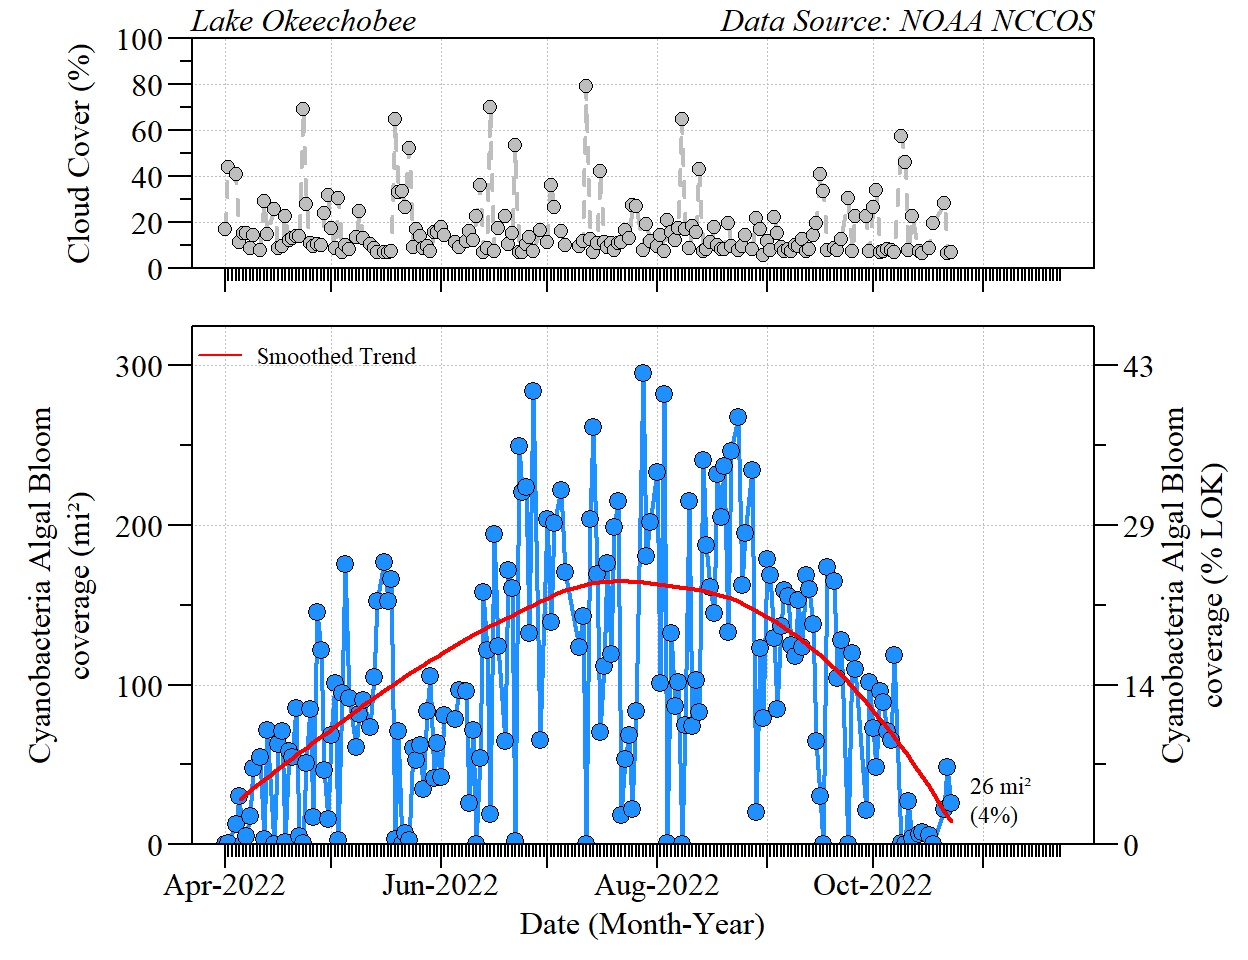 Lake Okeechobee
Data Source: NOAA NCCOS
Cloud Cover (%)
100
80
60
40
20
0
Smoothed Trend
Cyanobacteria Algal Bloom
coverage (mi²)
300
200
100
0
43
29
14
0
Cyanobacteria Algal Bloom
coverage (% LOK)
26 mi²
(4%)
Apr-2022
Jun-2022
Aug-2022
Oct-2022
Date (Month-Year)